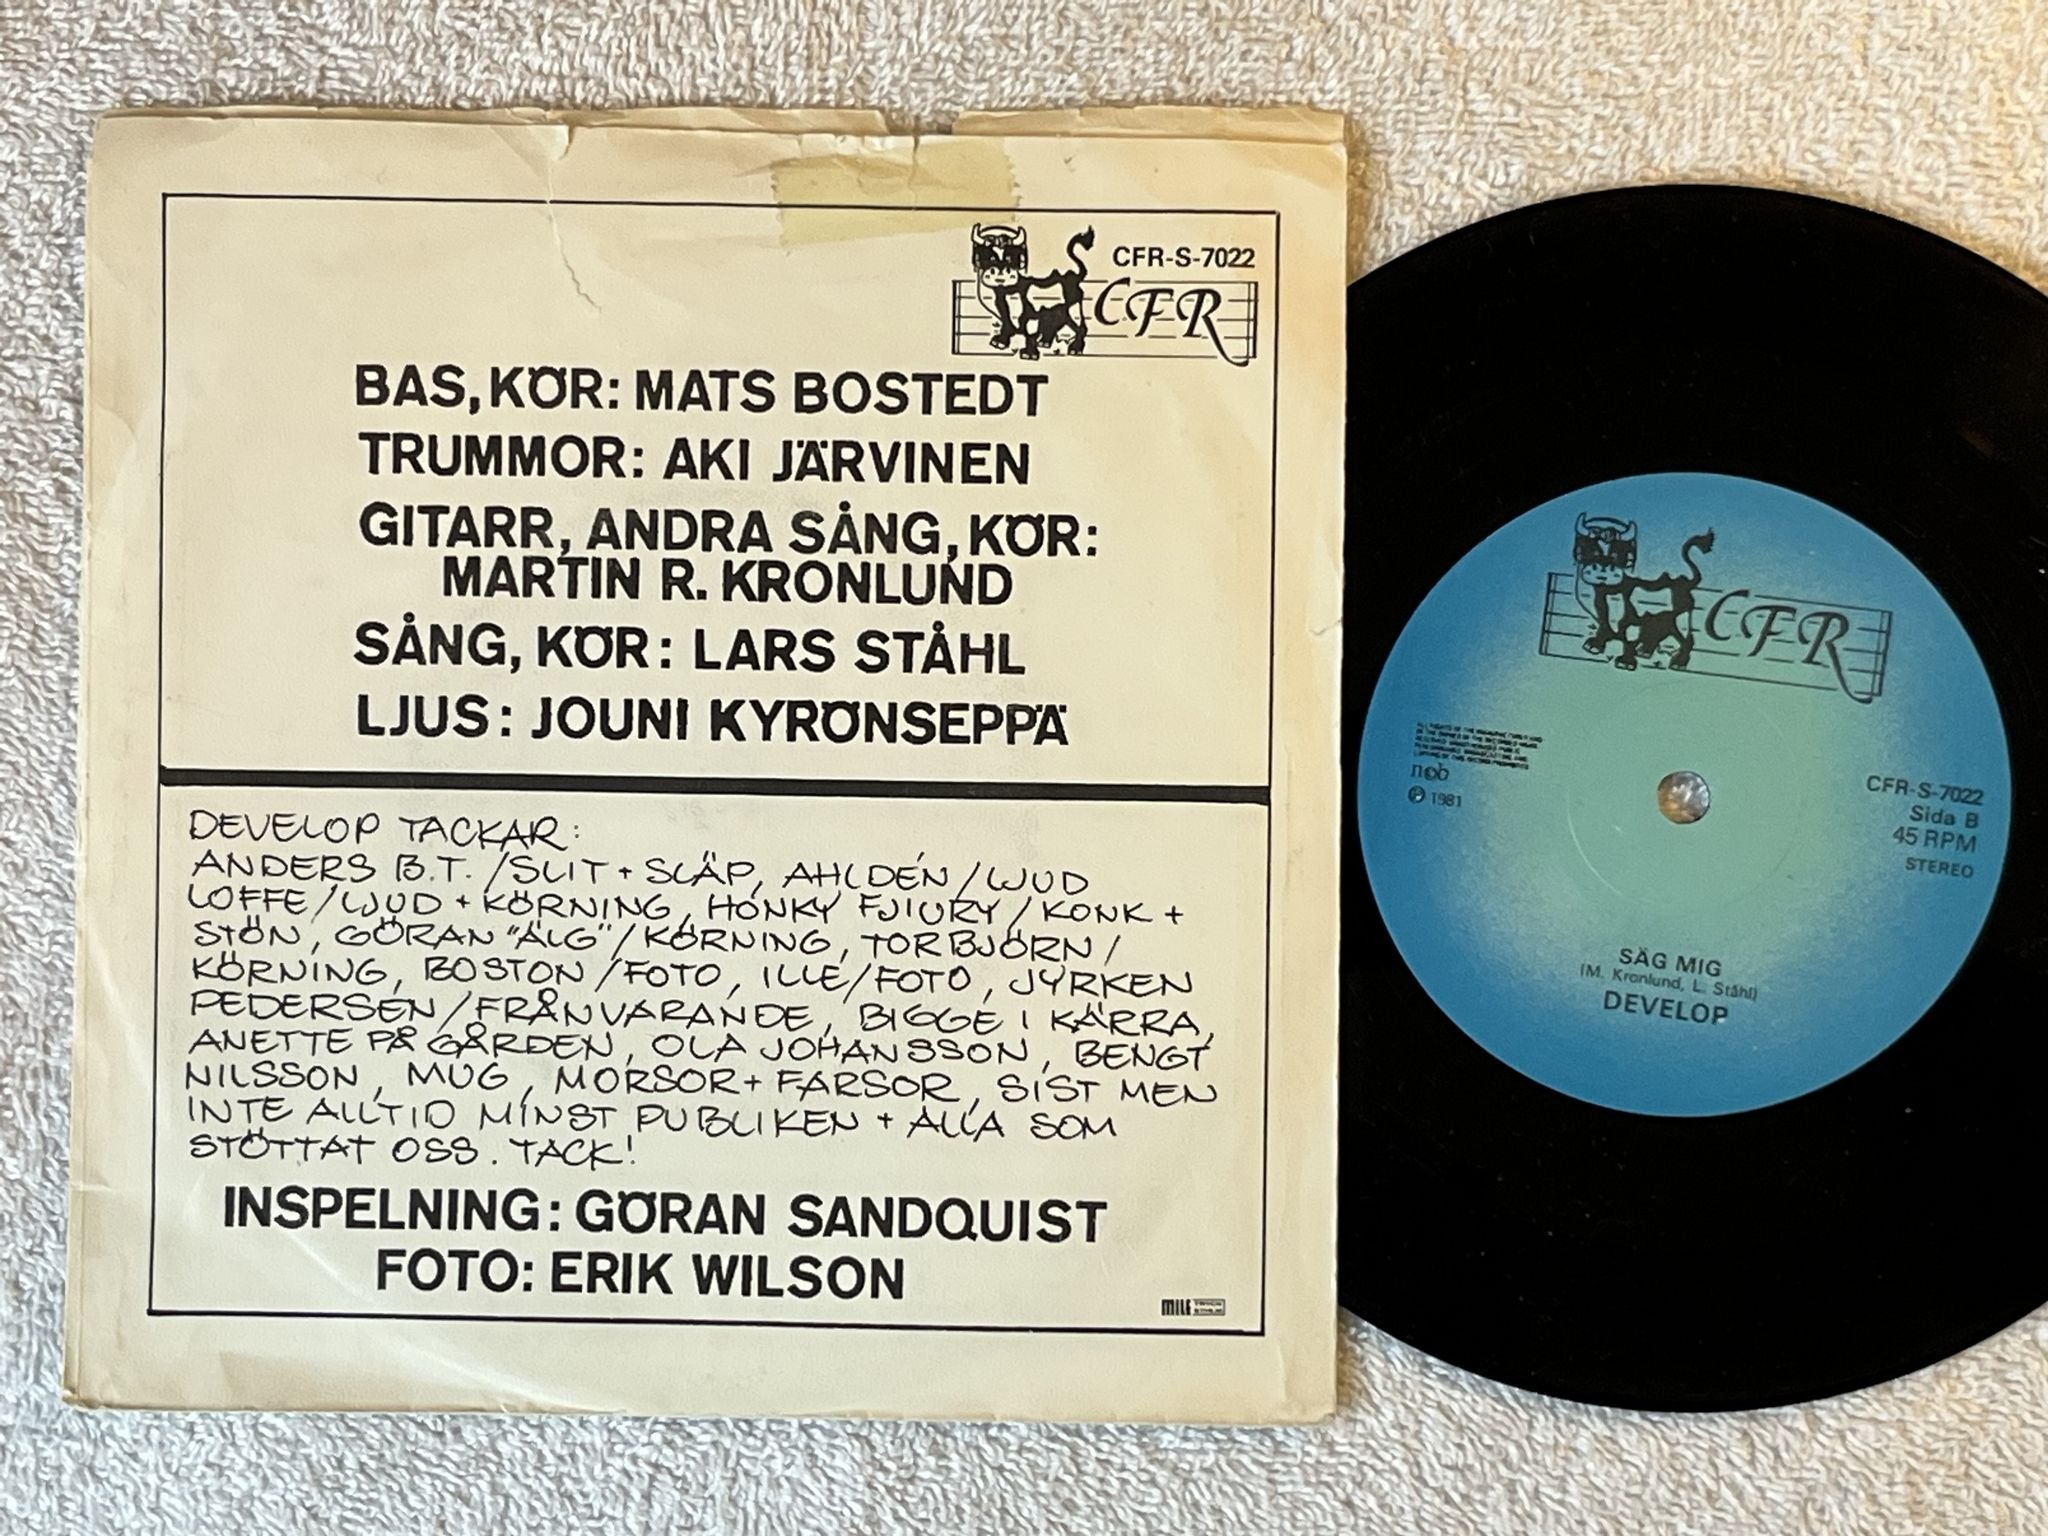 CFR-S-7022
CFR
BAS, KÖR: MATS BOSTEDT
TRUMMOR: AKI JÄRVINEN
GITARR, ANDRA SÅNG, KÖR:
MARTIN R. KRONLUND
SÅNG, KÖR: LARS STÅHL
LJUS: JOUNI KYRÖNSEPPÄ
DEVELOP TACKAR:
ANDERS B.T. /SLIT + SLÄP, AHLDÉN/LJUD
LOFFE/LJUD + KÖRNING, HONKY FJIURY/KONK +
STÖN, GÖRAN "ÄLG"/KÖRNING, TORBJÖRN/
KÖRNING, BOSTON/FOTO, ILLE/FOTO, JYRKEN
PEDERSEN/FRÅNVARANDE, BIGGE I KÄRRA,
ANETTE PÅ GÅRDEN, OLA JOHANSSON, BENGT
NILSSON, MUG, MORSOR + FARSOR, SIST MEN
INTE ALLTID MINST PUBLIKEN + ALLA SOM
STÖTTAT OSS. TACK!
INSPELNING: GÖRAN SANDQUIST
FOTO: ERIK WILSON
MILE
CFR
ncb
Ⓟ 1981
CFR-S-7022
Sida B
45 RPM
STEREO
SÄG MIG
(M. Kronlund, L. Ståhl)
DEVELOP